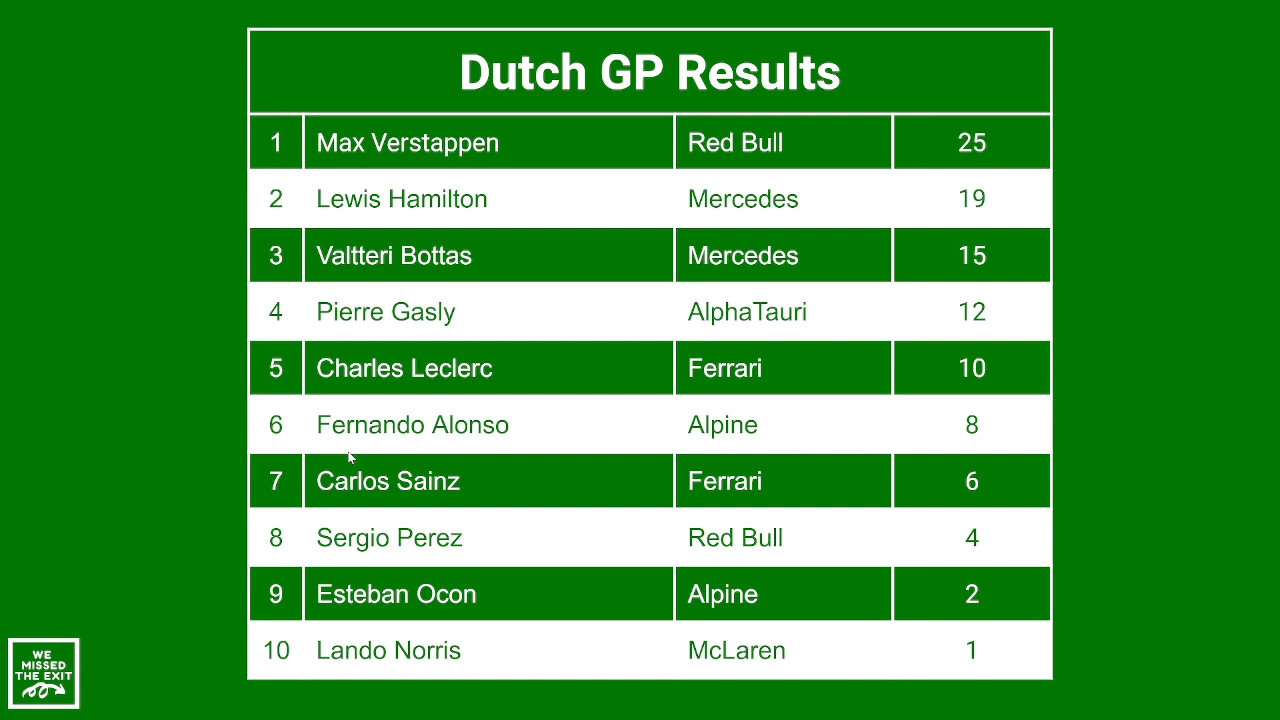 Dutch GP Results
1 Max Verstappen Red Bull 25
2 Lewis Hamilton Mercedes 19
3 Valtteri Bottas Mercedes 15
4 Pierre Gasly AlphaTauri 12
5 Charles Leclerc Ferrari 10
6 Fernando Alonso Alpine 8
7 Carlos Sainz Ferrari 6
8 Sergio Perez Red Bull 4
9 Esteban Ocon Alpine 2
10 Lando Norris McLaren 1
WE
MISSED
THE EXIT